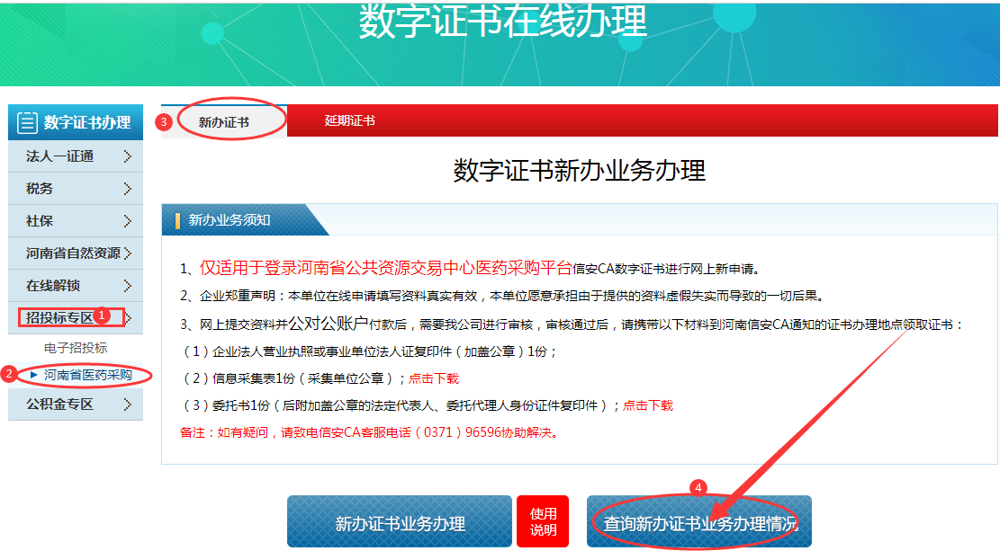 数字证书在线办理
数字证书办理
法人一证通
税务
社保
河南省自然资源
在线解锁
招投标专区 1
电子招投标
2 河南省医药采购
公积金专区
3 新办证书 延期证书
数字证书新办业务办理
新办业务须知
1、仅适用于登录河南省公共资源交易中心医药采购平台信安CA数字证书进行网上新申请。
2、企业郑重声明：本单位在线申请填写资料真实有效，本单位愿意承担由于提供的资料虚假失实而导致的一切后果。
3、网上提交资料并公对公账户付款后，需要我公司进行审核，审核通过后，请携带以下材料到河南信安CA通知的证书办理地点领取证书：
（1）企业法人营业执照或事业单位法人证复印件（加盖公章）1份；
（2）信息采集表1份（采集单位公章）；点击下载
（3）委托书1份（后附加盖公章的法定代表人、委托代理人身份证件复印件）；点击下载
备注：如有疑问，请致电信安CA客服电话（0371）96596协助解决。
4
新办证书业务办理
使用
说明
查询新办证书业务办理情况